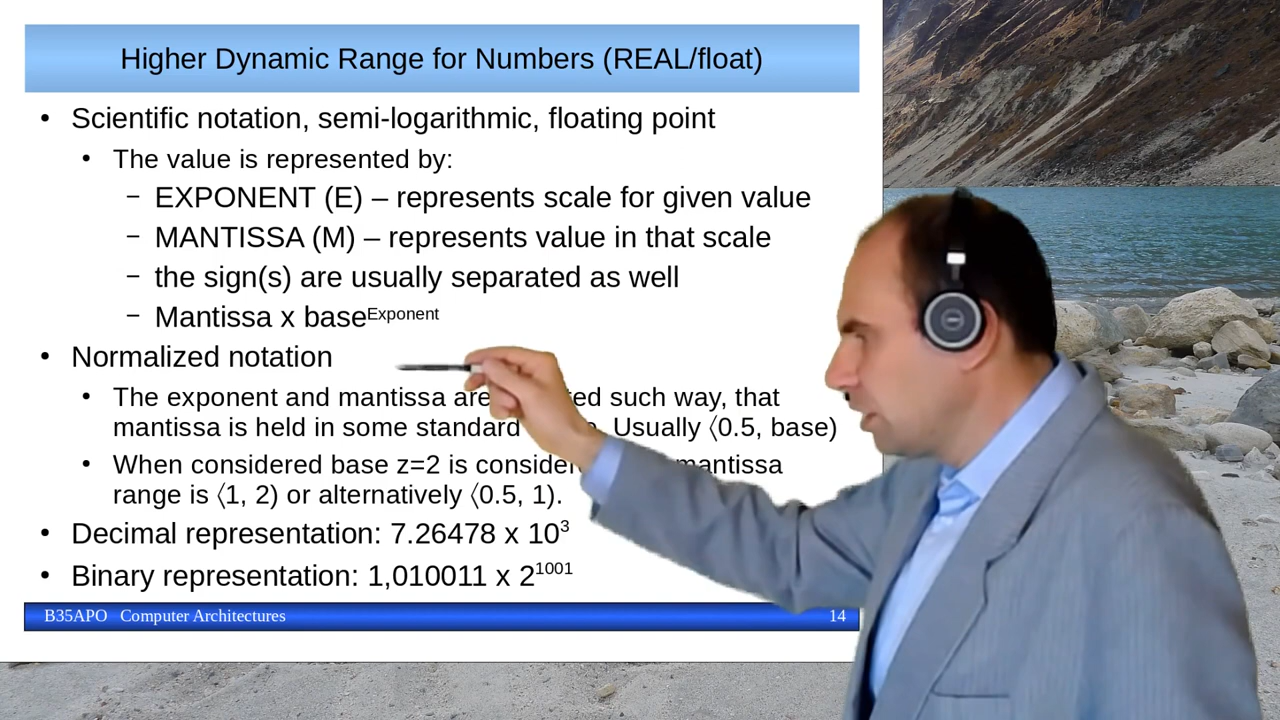 Higher Dynamic Range for Numbers (REAL/float)
• Scientific notation, semi-logarithmic, floating point
• The value is represented by:
– EXPONENT (E) – represents scale for given value
– MANTISSA (M) – represents value in that scale
– the sign(s) are usually separated as well
– Mantissa x base^Exponent
• Normalized notation
• The exponent and mantissa are such way, that
mantissa is held in some standard Usually ⟨0.5, base)
• When considered base z=2 is mantissa
range is ⟨1, 2) or alternatively ⟨0.5, 1).
• Decimal representation: 7.26478 x 10³
• Binary representation: 1,010011 x 2¹⁰⁰¹
B35APO Computer Architectures 14